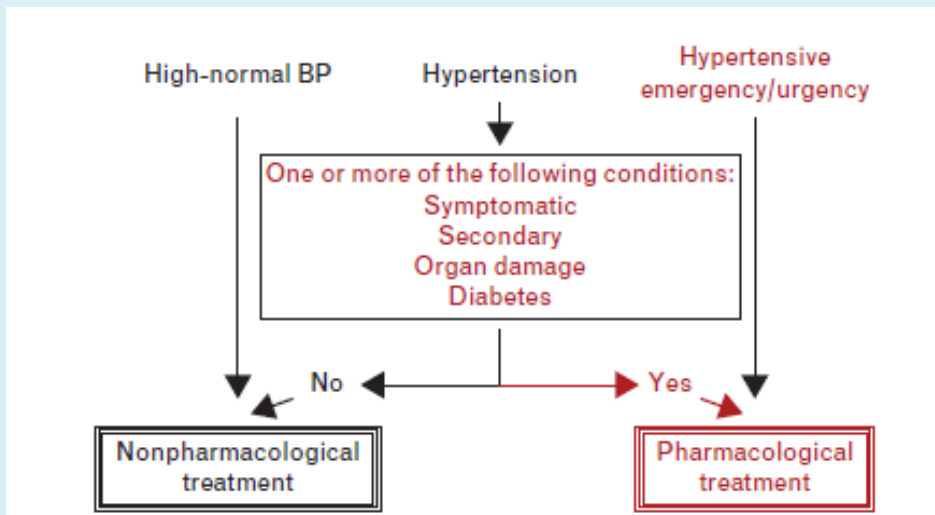 High-normal BP
Hypertension
Hypertensive
emergency/urgency
One or more of the following conditions:
Symptomatic
Secondary
Organ damage
Diabetes
No
Yes
Nonpharmacological
treatment
Pharmacological
treatment